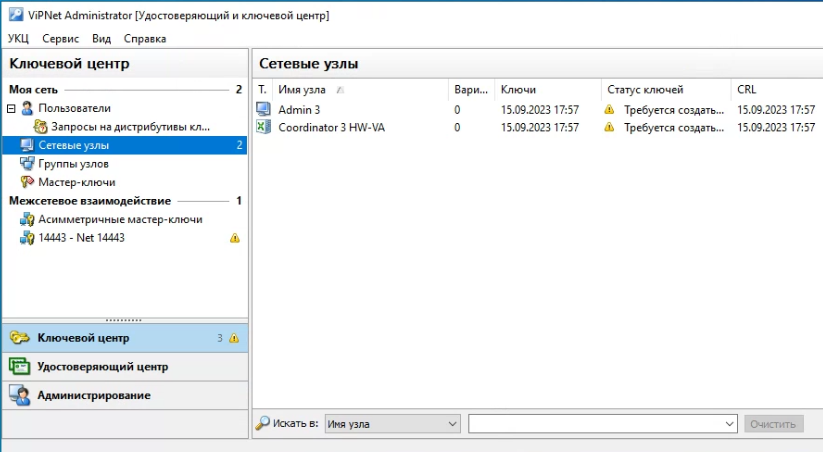 ViPNet Administrator [Удостоверяющий и ключевой центр]
УКЦ Сервис Вид Справка
Ключевой центр
Моя сеть 2
Пользователи
Запросы на дистрибутивы кл...
Сетевые узлы 2
Группы узлов
Мастер-ключи
Межсетевое взаимодействие 1
Асимметричные мастер-ключи
14443 - Net 14443
Ключевой центр 3
Удостоверяющий центр
Администрирование
Сетевые узлы
Т. Имя узла Вари... Ключи Статус ключей CRL
Admin 3 0 15.09.2023 17:57 Требуется создать... 15.09.2023 17:57
Coordinator 3 HW-VA 0 15.09.2023 17:57 Требуется создать... 15.09.2023 17:57
Искать в: Имя узла Очистить